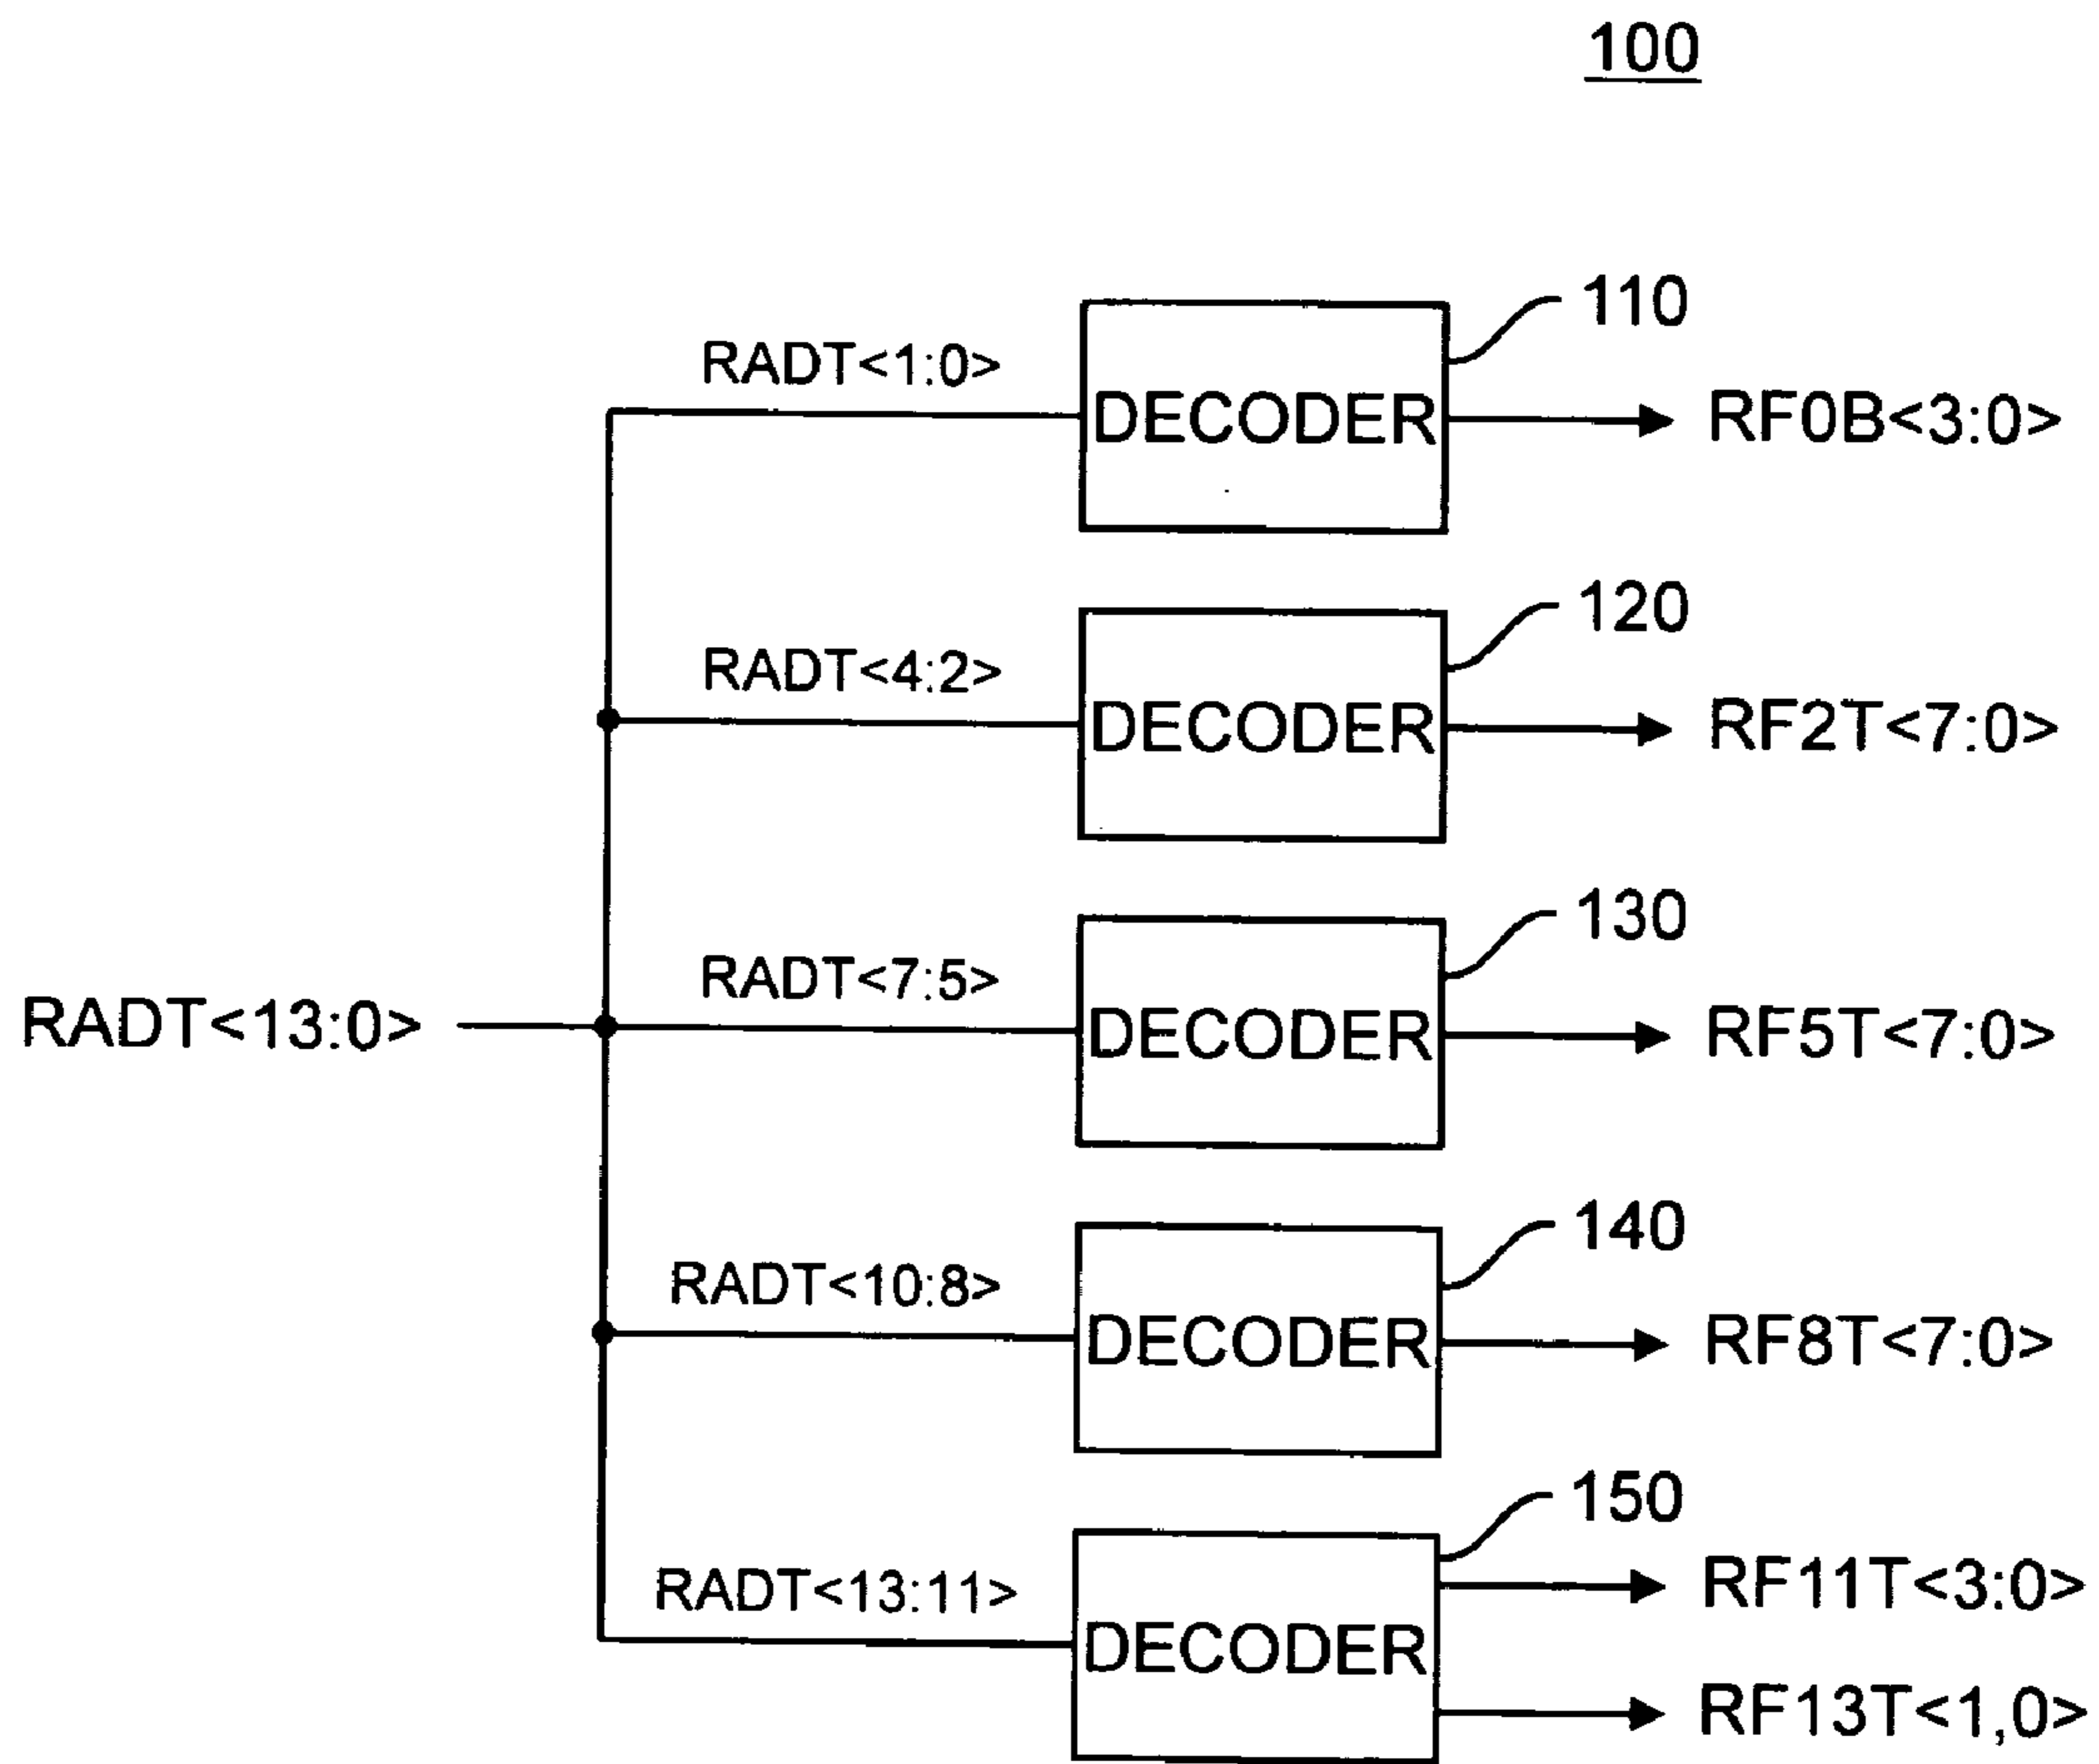 100
110
RADT<1:0>
DECODER
RF0B<3:0>
120
RADT<4:2>
DECODER
RF2T<7:0>
130
RADT<7:5>
RADT<13:0>
DECODER
RF5T<7:0>
140
RADT<10:8>
DECODER
RF8T<7:0>
150
RADT<13:11>
RF11T<3:0>
DECODER
RF13T<1,0>